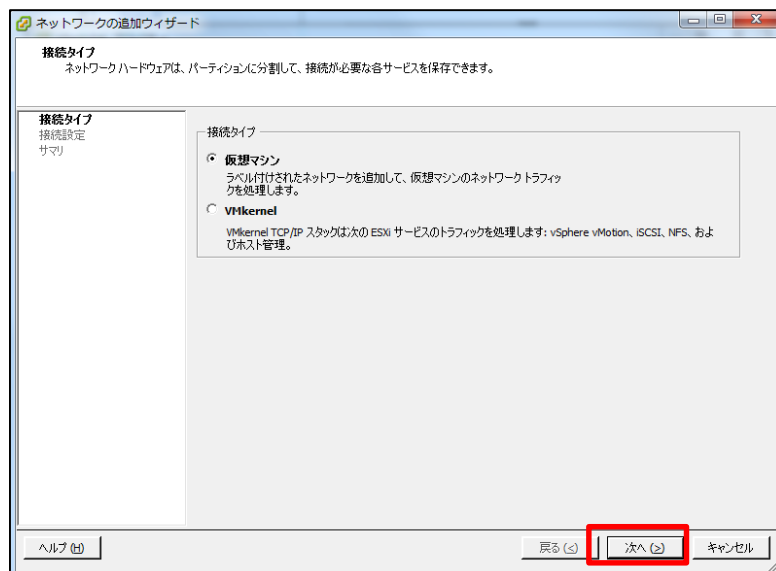 ネットワークの追加ウィザード
接続タイプ
ネットワーク ハードウェアは、パーティションに分割して、接続が必要な各サービスを保存できます。
接続タイプ
接続設定
サマリ
接続タイプ
仮想マシン
ラベル付けされたネットワークを追加して、仮想マシンのネットワーク トラフィッ
クを処理します。
VMkernel
VMkernel TCP/IP スタックは次の ESXi サービスのトラフィックを処理します: vSphere vMotion、iSCSI、NFS、およ
びホスト管理。
ヘルプ (H)
戻る (<)
次へ (>)
キャンセル